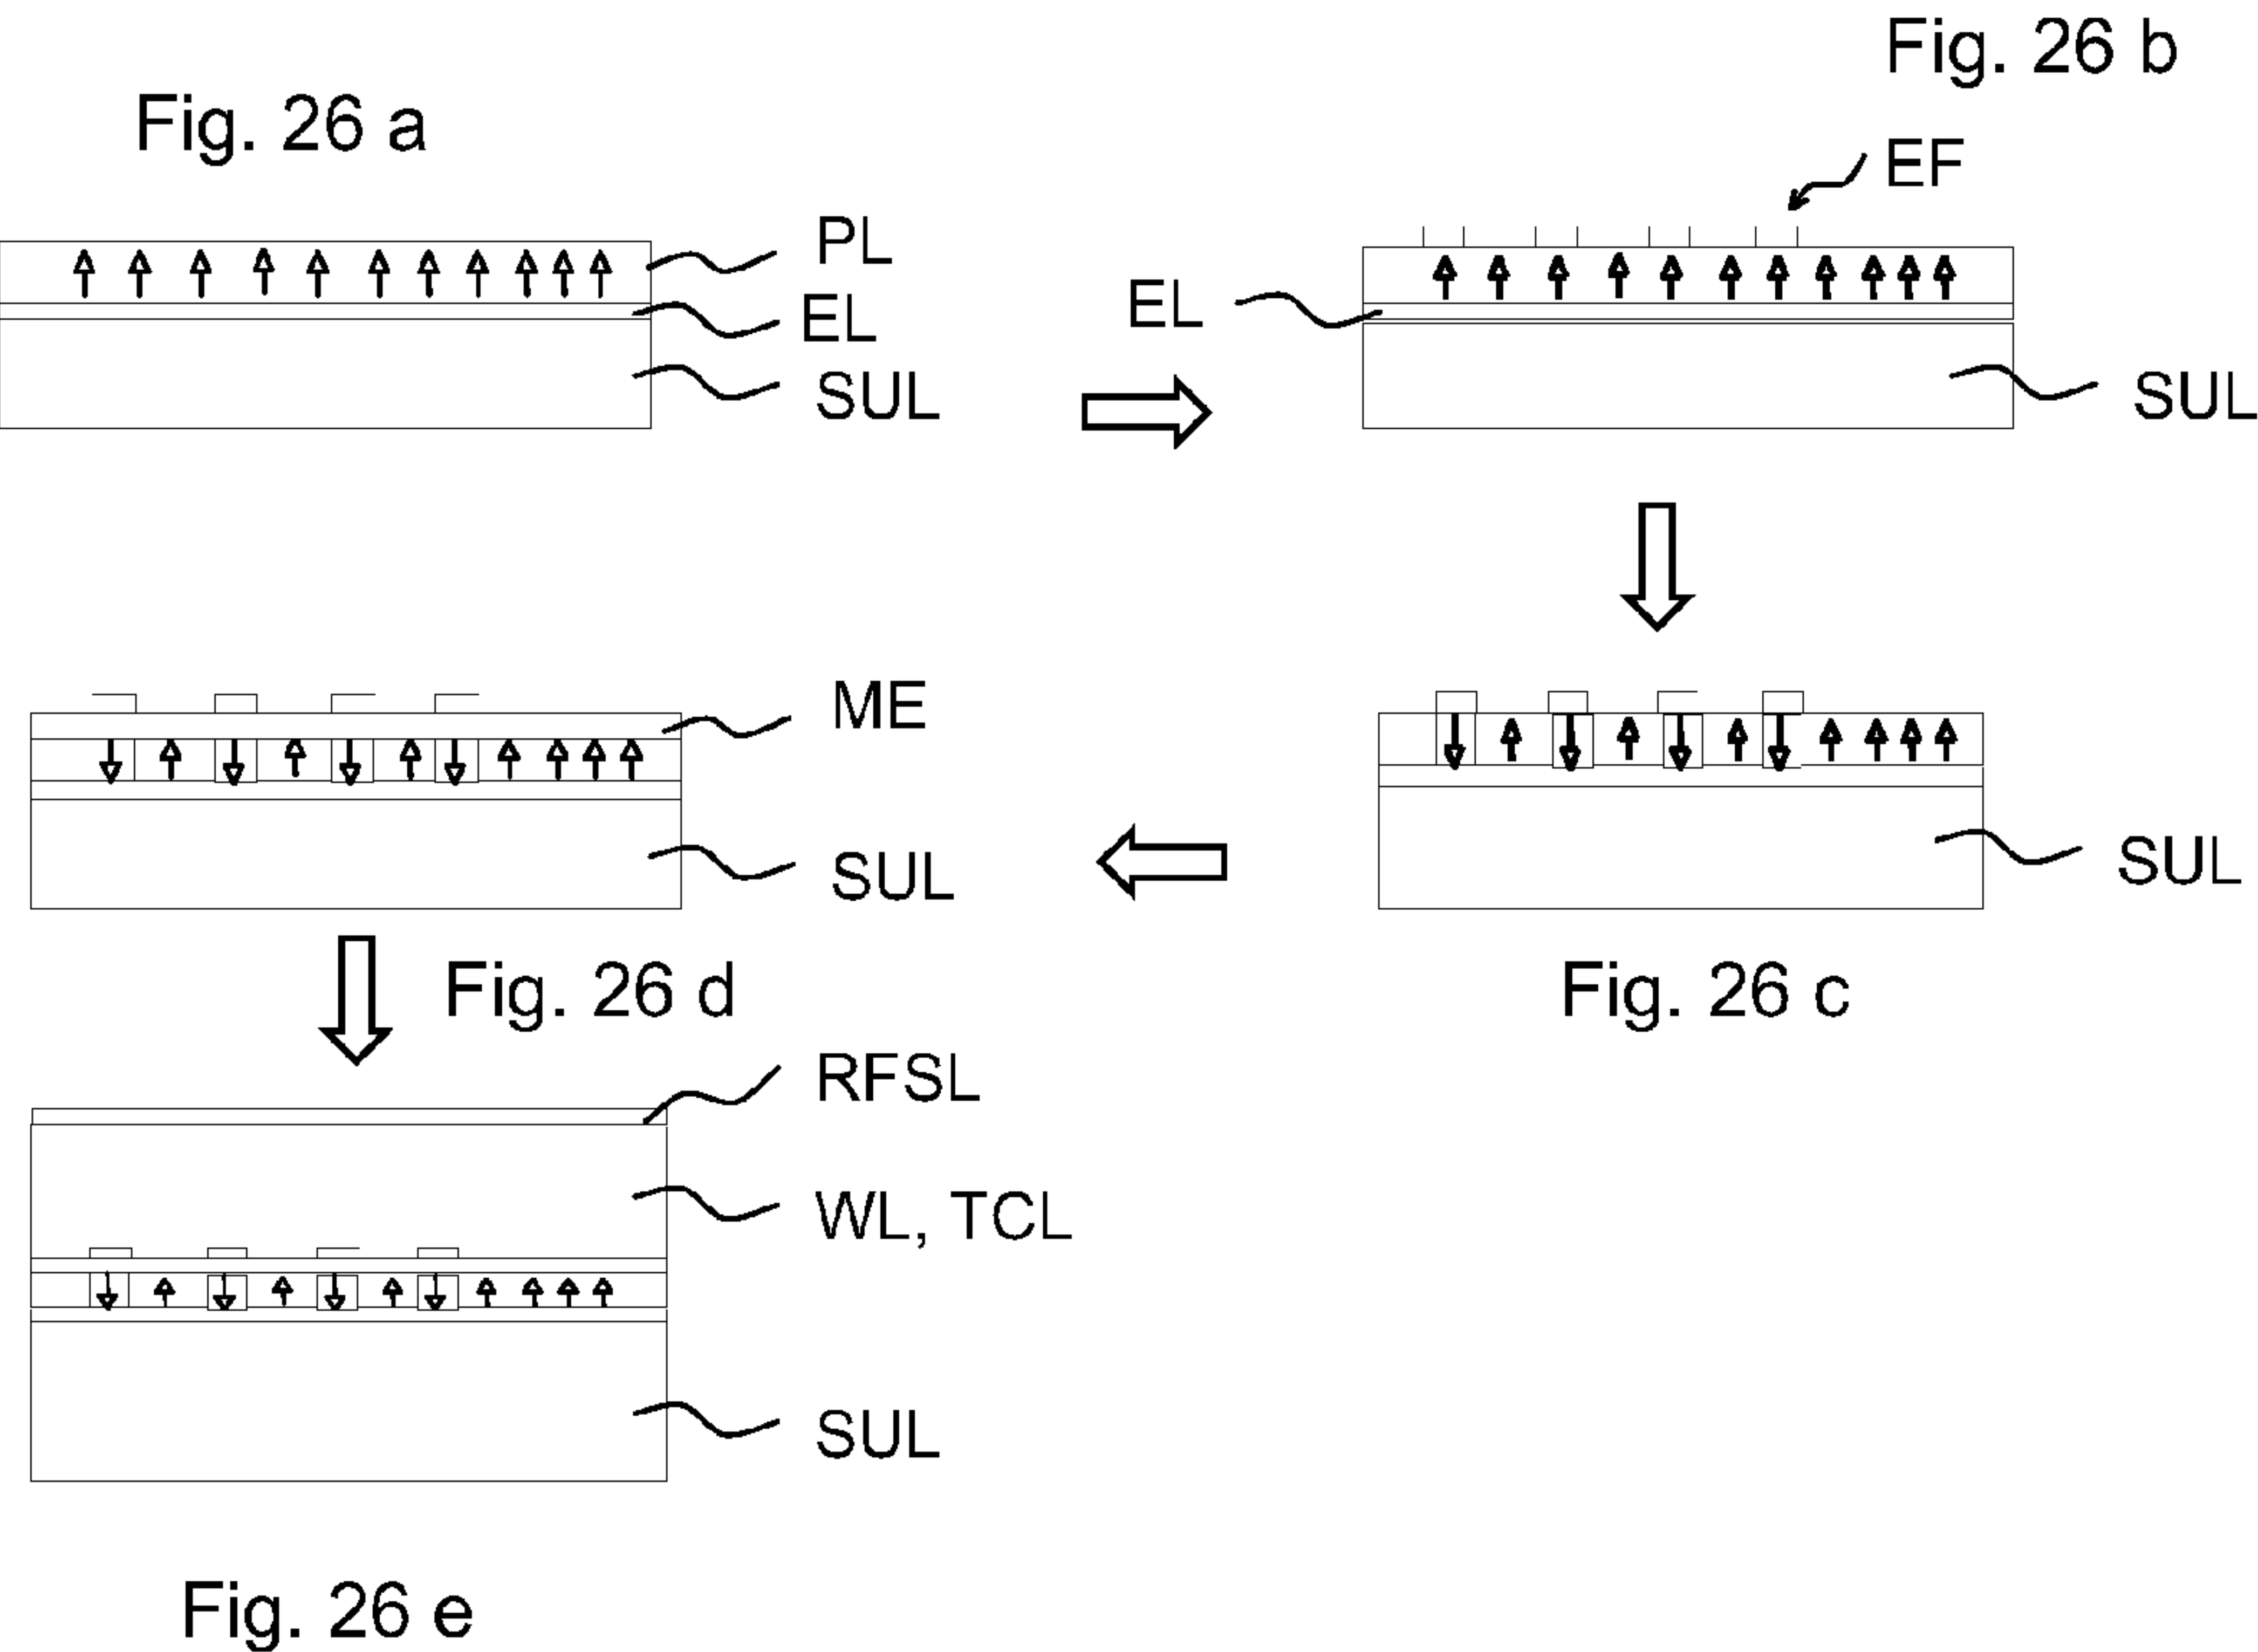 Fig. 26 a
PL
EL
SUL
Fig. 26 b
EF
EL
SUL
SUL
Fig. 26 c
ME
SUL
Fig. 26 d
RFSL
WL, TCL
SUL
Fig. 26 e